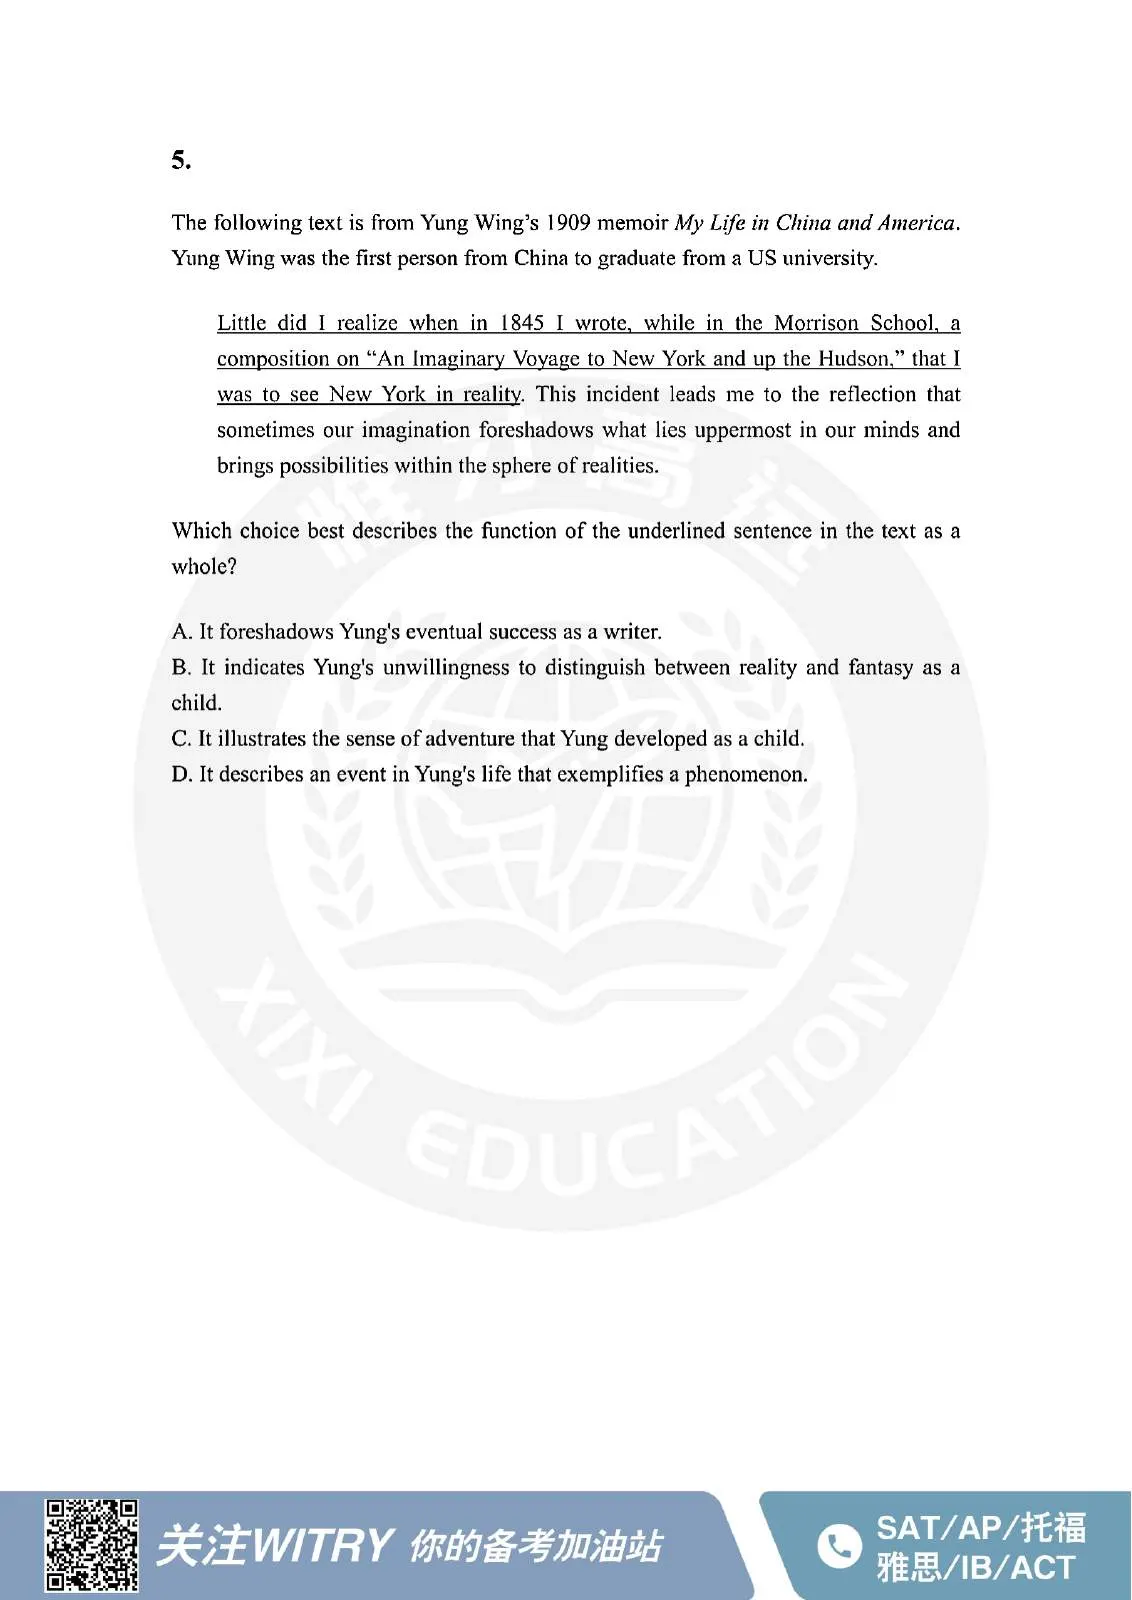 5.
The following text is from Yung Wing’s 1909 memoir My Life in China and America.
Yung Wing was the first person from China to graduate from a US university.
Little did I realize when in 1845 I wrote, while in the Morrison School, a
composition on “An Imaginary Voyage to New York and up the Hudson,” that I
was to see New York in reality. This incident leads me to the reflection that
sometimes our imagination foreshadows what lies uppermost in our minds and
brings possibilities within the sphere of realities.
Which choice best describes the function of the underlined sentence in the text as a
whole?
A. It foreshadows Yung's eventual success as a writer.
B. It indicates Yung's unwillingness to distinguish between reality and fantasy as a
child.
C. It illustrates the sense of adventure that Yung developed as a child.
D. It describes an event in Yung's life that exemplifies a phenomenon.
惟才高远
XIXI EDUCATION
关注WITRY 你的备考加油站
SAT/AP/托福
雅思/IB/ACT